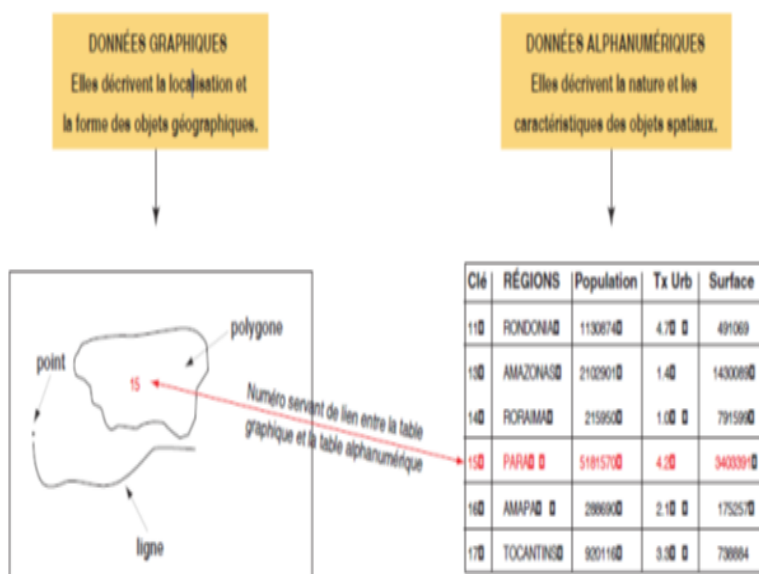 DONNÉES GRAPHIQUES
Elles décrivent la localisation et
la forme des objets géographiques.
DONNÉES ALPHANUMÉRIQUES
Elles décrivent la nature et les
caractéristiques des objets spatiaux.
point
polygone
15
ligne
Numéro servant de lien entre la table
graphique et la table alphanumérique
Clé RÉGIONS Population Tx Urb Surface
11 RONDONIA 1130874 4.7 491069
13 AMAZONAS 2102901 1.4 1430089
14 RORAIMA 215950 1.0 791599
15 PARA 5181570 4.2 3403391
16 AMAPA 288690 2.1 175257
17 TOCANTINS 920116 3.3 738884